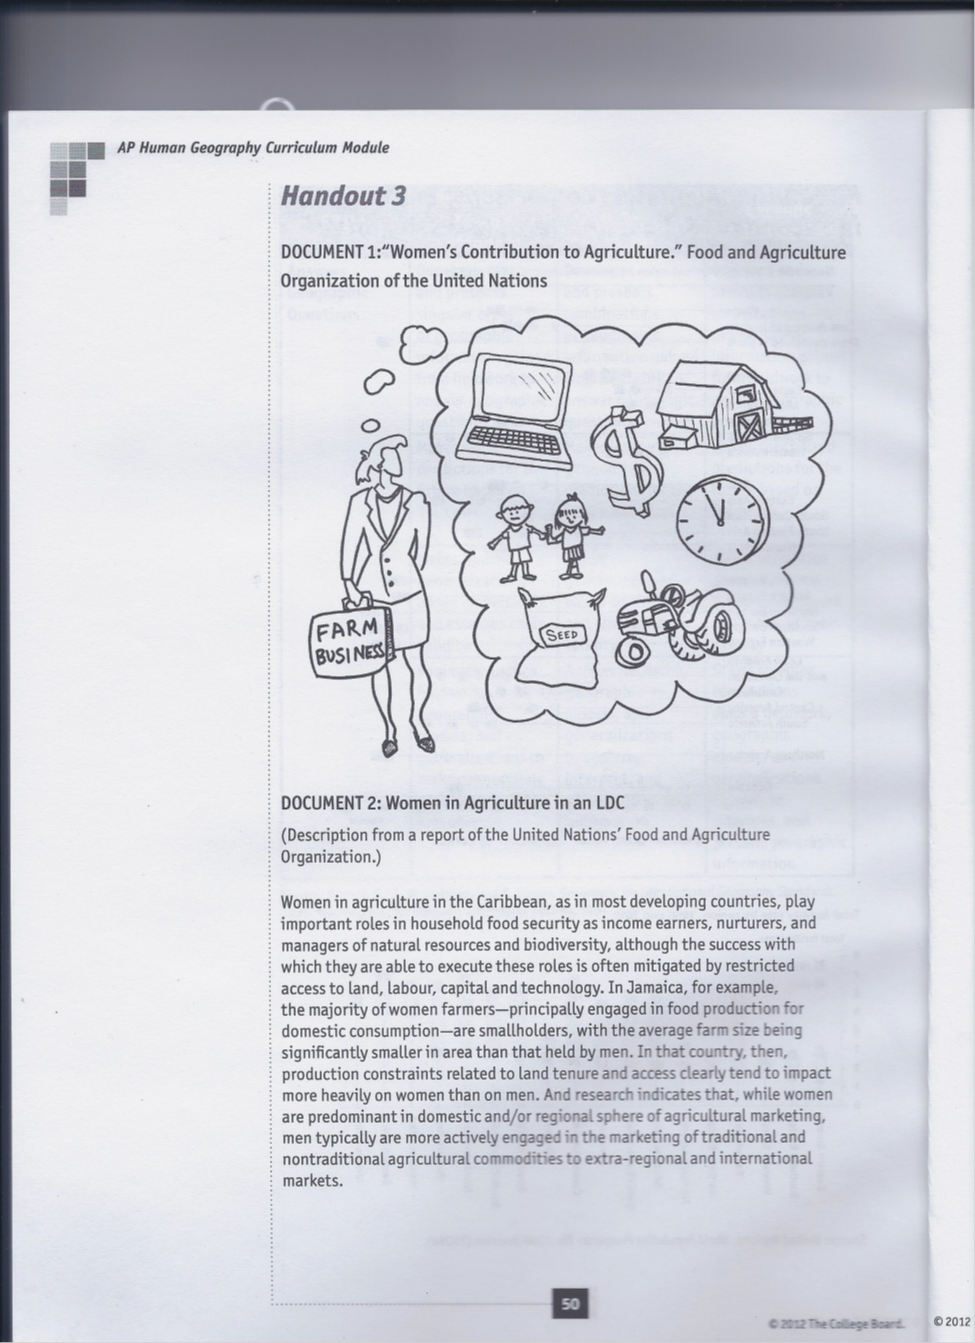 AP Human Geography Curriculum Module
Handout 3
DOCUMENT 1:“Women’s Contribution to Agriculture.” Food and Agriculture
Organization of the United Nations
FARM
BUSINESS
SEED
DOCUMENT 2: Women in Agriculture in an LDC
(Description from a report of the United Nations’ Food and Agriculture
Organization.)
Women in agriculture in the Caribbean, as in most developing countries, play
important roles in household food security as income earners, nurturers, and
managers of natural resources and biodiversity, although the success with
which they are able to execute these roles is often mitigated by restricted
access to land, labour, capital and technology. In Jamaica, for example,
the majority of women farmers—principally engaged in food production for
domestic consumption—are smallholders, with the average farm size being
significantly smaller in area than that held by men. In that country, then,
production constraints related to land tenure and access clearly tend to impact
more heavily on women than on men. And research indicates that, while women
are predominant in domestic and/or regional sphere of agricultural marketing,
men typically are more actively engaged in the marketing of traditional and
nontraditional agricultural commodities to extra-regional and international
markets.
50
© 2012 The College Board.
© 2012